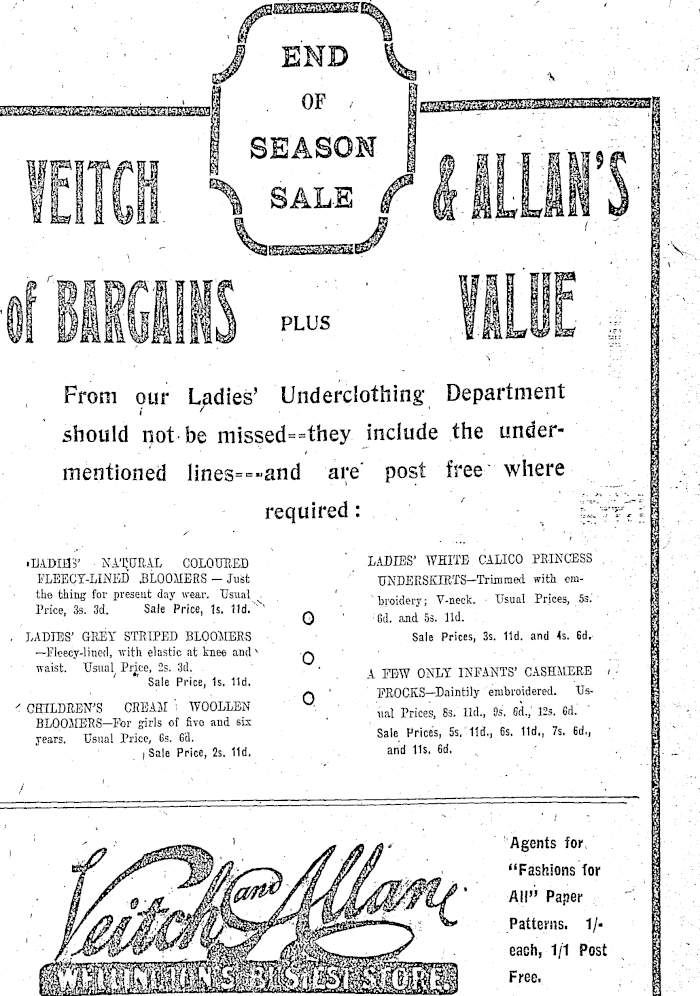 END
OF
SEASON
SALE
VEITCH & ALLAN'S
of BARGAINS PLUS VALUE
From our Ladies' Underclothing Department
should not be missed--they include the under-
mentioned lines---and are post free where
required:
LADIES' NATURAL COLOURED
FLEECY-LINED BLOOMERS — Just
the thing for present day wear. Usual
Price, 3s. 3d. Sale Price, 1s. 11d.
LADIES' GREY STRIPED BLOOMERS
—Fleecy-lined, with elastic at knee and
waist. Usual Price, 2s. 3d.
Sale Price, 1s. 11d.
CHILDREN'S CREAM WOOLLEN
BLOOMERS—For girls of five and six
years. Usual Price, 6s. 6d.
Sale Price, 2s. 11d.
LADIES' WHITE CALICO PRINCESS
UNDERSKIRTS—Trimmed with em-
broidery; V-neck. Usual Prices, 5s.
6d. and 5s. 11d.
Sale Prices, 3s. 11d. and 4s. 6d.
A FEW ONLY INFANTS' CASHMERE
FROCKS—Daintily embroidered. Us-
ual Prices, 8s. 11d., 9s. 6d., 12s. 6d.
Sale Prices, 5s. 11d., 6s. 11d., 7s. 6d.,
and 11s. 6d.
Veitch and Allan
WELLINGTON'S BUSIEST STORE
Agents for
"Fashions for
All" Paper
Patterns. 1/-
each, 1/1 Post
Free.